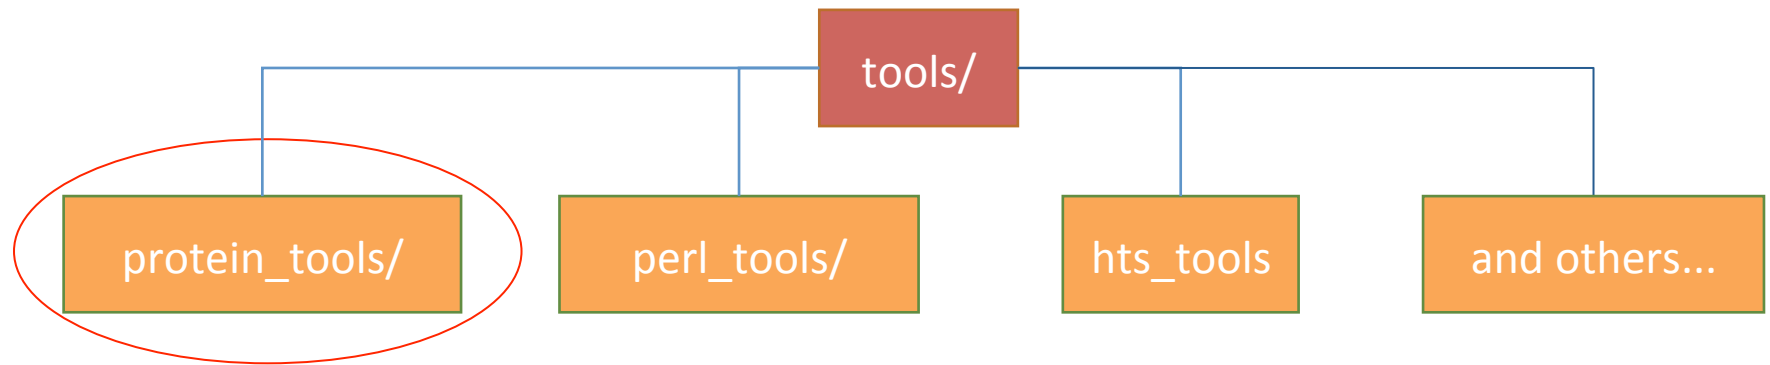 tools/
protein_tools/
perl_tools/
hts_tools
and others...